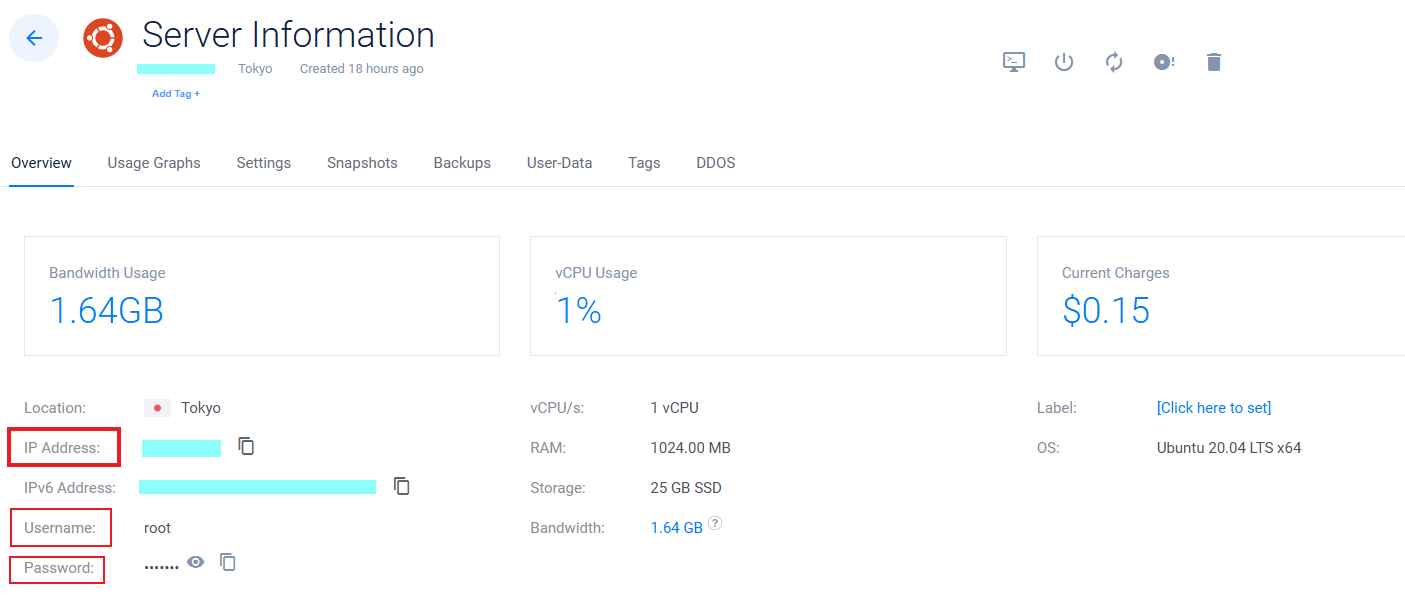 Server Information
Tokyo Created 18 hours ago
Add Tag +
Overview Usage Graphs Settings Snapshots Backups User-Data Tags DDOS
Bandwidth Usage vCPU Usage Current Charges
1.64GB 1% $0.15
Location: Tokyo vCPU/s: 1 vCPU Label: [Click here to set]
IP Address: RAM: 1024.00 MB OS: Ubuntu 20.04 LTS x64
IPv6 Address: Storage: 25 GB SSD
Username: root Bandwidth: 1.64 GB ?
Password: •••••••